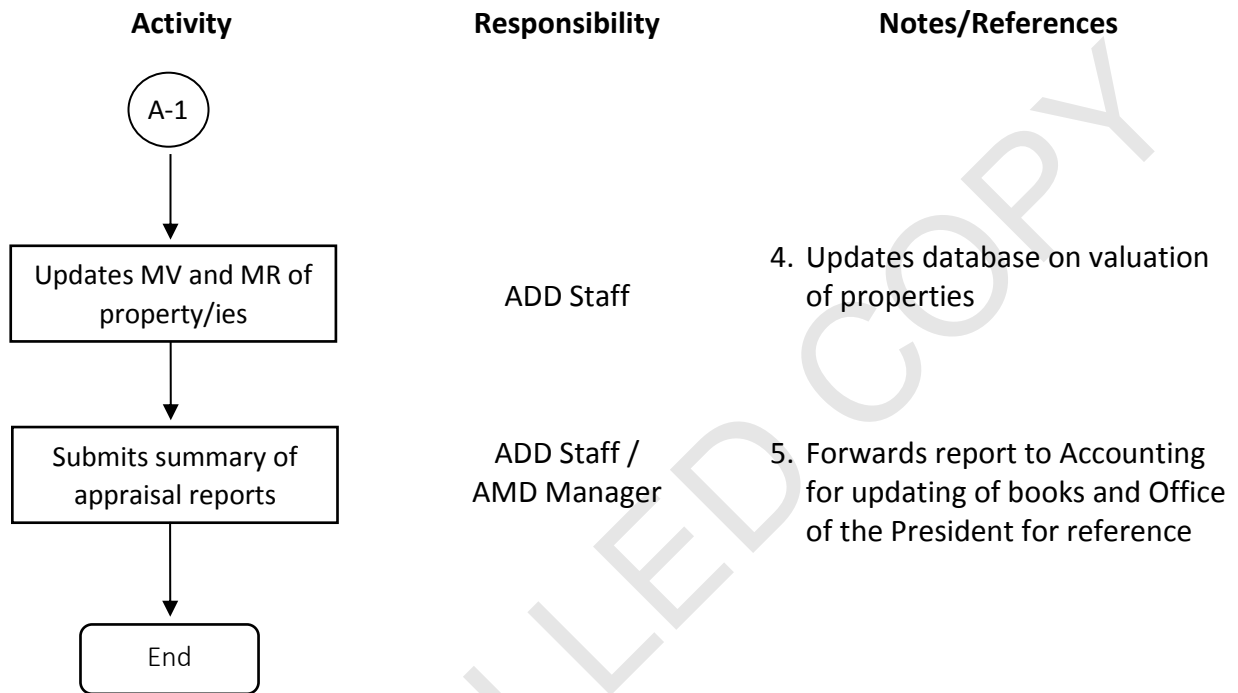 Activity Responsibility Notes/References
A-1
Updates MV and MR of
property/ies
ADD Staff
4. Updates database on valuation
of properties
Submits summary of
appraisal reports
ADD Staff /
AMD Manager
5. Forwards report to Accounting
for updating of books and Office
of the President for reference
End
LLED COPY